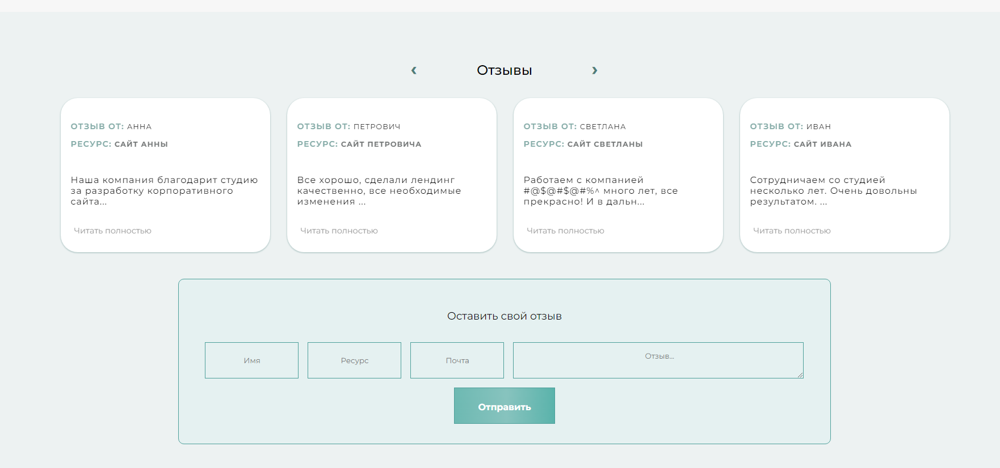 ‹ Отзывы ›
ОТЗЫВ ОТ: АННА
РЕСУРС: САЙТ АННЫ
Наша компания благодарит студию
за разработку корпоративного
сайта...
Читать полностью
ОТЗЫВ ОТ: ПЕТРОВИЧ
РЕСУРС: САЙТ ПЕТРОВИЧА
Все хорошо, сделали лендинг
качественно, все необходимые
изменения ...
Читать полностью
ОТЗЫВ ОТ: СВЕТЛАНА
РЕСУРС: САЙТ СВЕТЛАНЫ
Работаем с компанией
#@$@#$@#%^ много лет, все
прекрасно! И в дальн...
Читать полностью
ОТЗЫВ ОТ: ИВАН
РЕСУРС: САЙТ ИВАНА
Сотрудничаем со студией
несколько лет. Очень довольны
результатом. ...
Читать полностью
Оставить свой отзыв
Имя
Ресурс
Почта
Отзыв...
Отправить